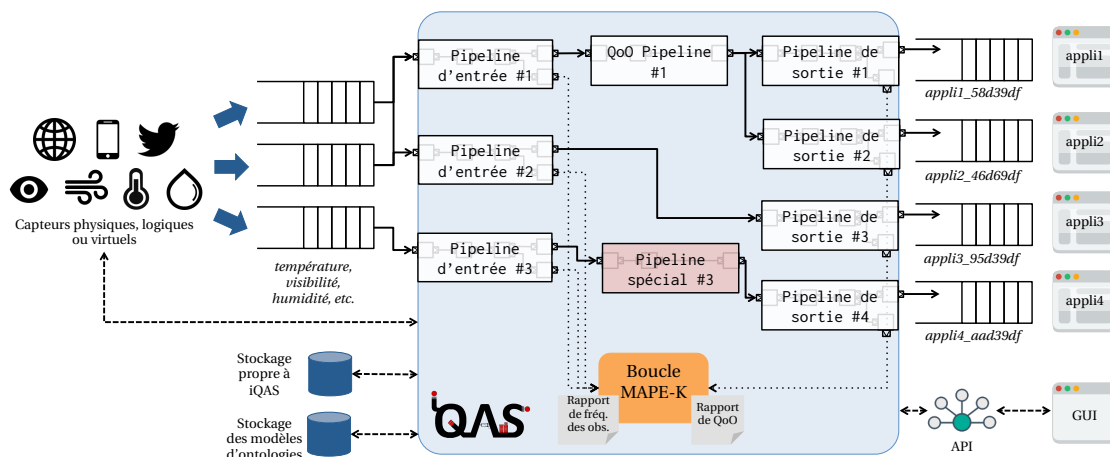 Pipeline
d'entrée #1
QoO Pipeline
#1
Pipeline de
sortie #1
appli1_58d39df
appli1
Pipeline
d'entrée #2
Pipeline de
sortie #2
appli2_46d69df
appli2
Capteurs physiques, logiques
ou virtuels
température,
visibilité,
humidité, etc.
Pipeline
d'entrée #3
Pipeline
spécial #3
Pipeline de
sortie #3
appli3_95d39df
appli3
Pipeline de
sortie #4
appli4_aad39df
appli4
Stockage
propre à
iQAS
Stockage
des modèles
d'ontologies
iQAS
Boucle
MAPE-K
Rapport
de fréq.
des obs.
Rapport
de QoO
API
GUI